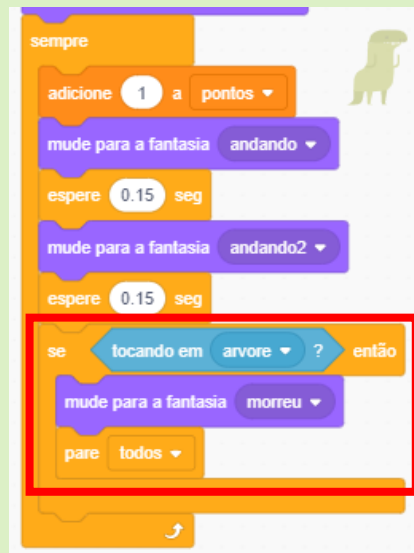 sempre
adicione 1 a pontos
mude para a fantasia andando
espere 0.15 seg
mude para a fantasia andando2
espere 0.15 seg
se tocando em arvore ? então
mude para a fantasia morreu
pare todos